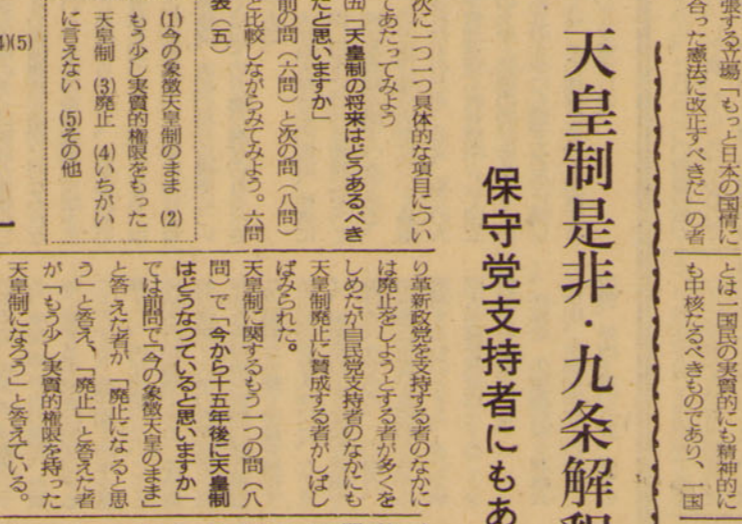 張する立場「もっと日本の国情に
合った憲法に改正すべきだ」の者
とは一国民の実質的にも精神的に
も中核たるべきものであり、一国
天皇制是非・九条解釈
保守党支持者にもあ
次に一つ一つ具体的な項目につい
てあたってみよう
「天皇制の将来はどうあるべき
だと思いますか」
前の問(六問)と次の問(八問)
と比較しながらみてみよう。六問
表(五)
(1)今の象徴天皇制のまま (2)
もう少し実質的権限をもった
天皇制 (3)廃止 (4)いちがい
に言えない (5)その他
(5)
り革新政党を支持する者のなかに
は廃止をしようとする者が多くを
しめたが自民党支持者のなかにも
天皇制廃止に賛成する者がしばし
ばみられた。
天皇制に関するもう一つの問(八
問)で「今から十五年後に天皇制
はどうなつていると思いますか」
では前問で「今の象徴天皇のまま」
と答えた者が「廃止になると思
う」と答え、「廃止」と答えた者
が「もう少し実質的権限を持った
天皇制になろう」と答えている。